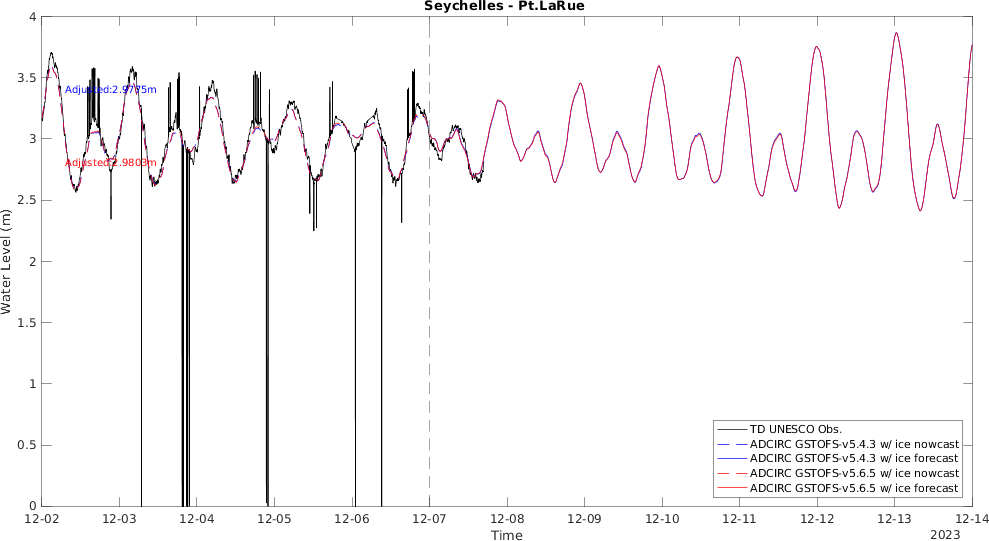 Seychelles - Pt.LaRue
4
3.5
3
2.5
2
1.5
1
0.5
0
Water Level (m)
Adjusted:2.9775m
Adjusted:2.9803m
TD UNESCO Obs.
ADCIRC GSTOFS-v5.4.3 w/ ice nowcast
ADCIRC GSTOFS-v5.4.3 w/ ice forecast
ADCIRC GSTOFS-v5.6.5 w/ ice nowcast
ADCIRC GSTOFS-v5.6.5 w/ ice forecast
12-02 12-03 12-04 12-05 12-06 12-07 12-08 12-09 12-10 12-11 12-12 12-13 12-14
Time
2023